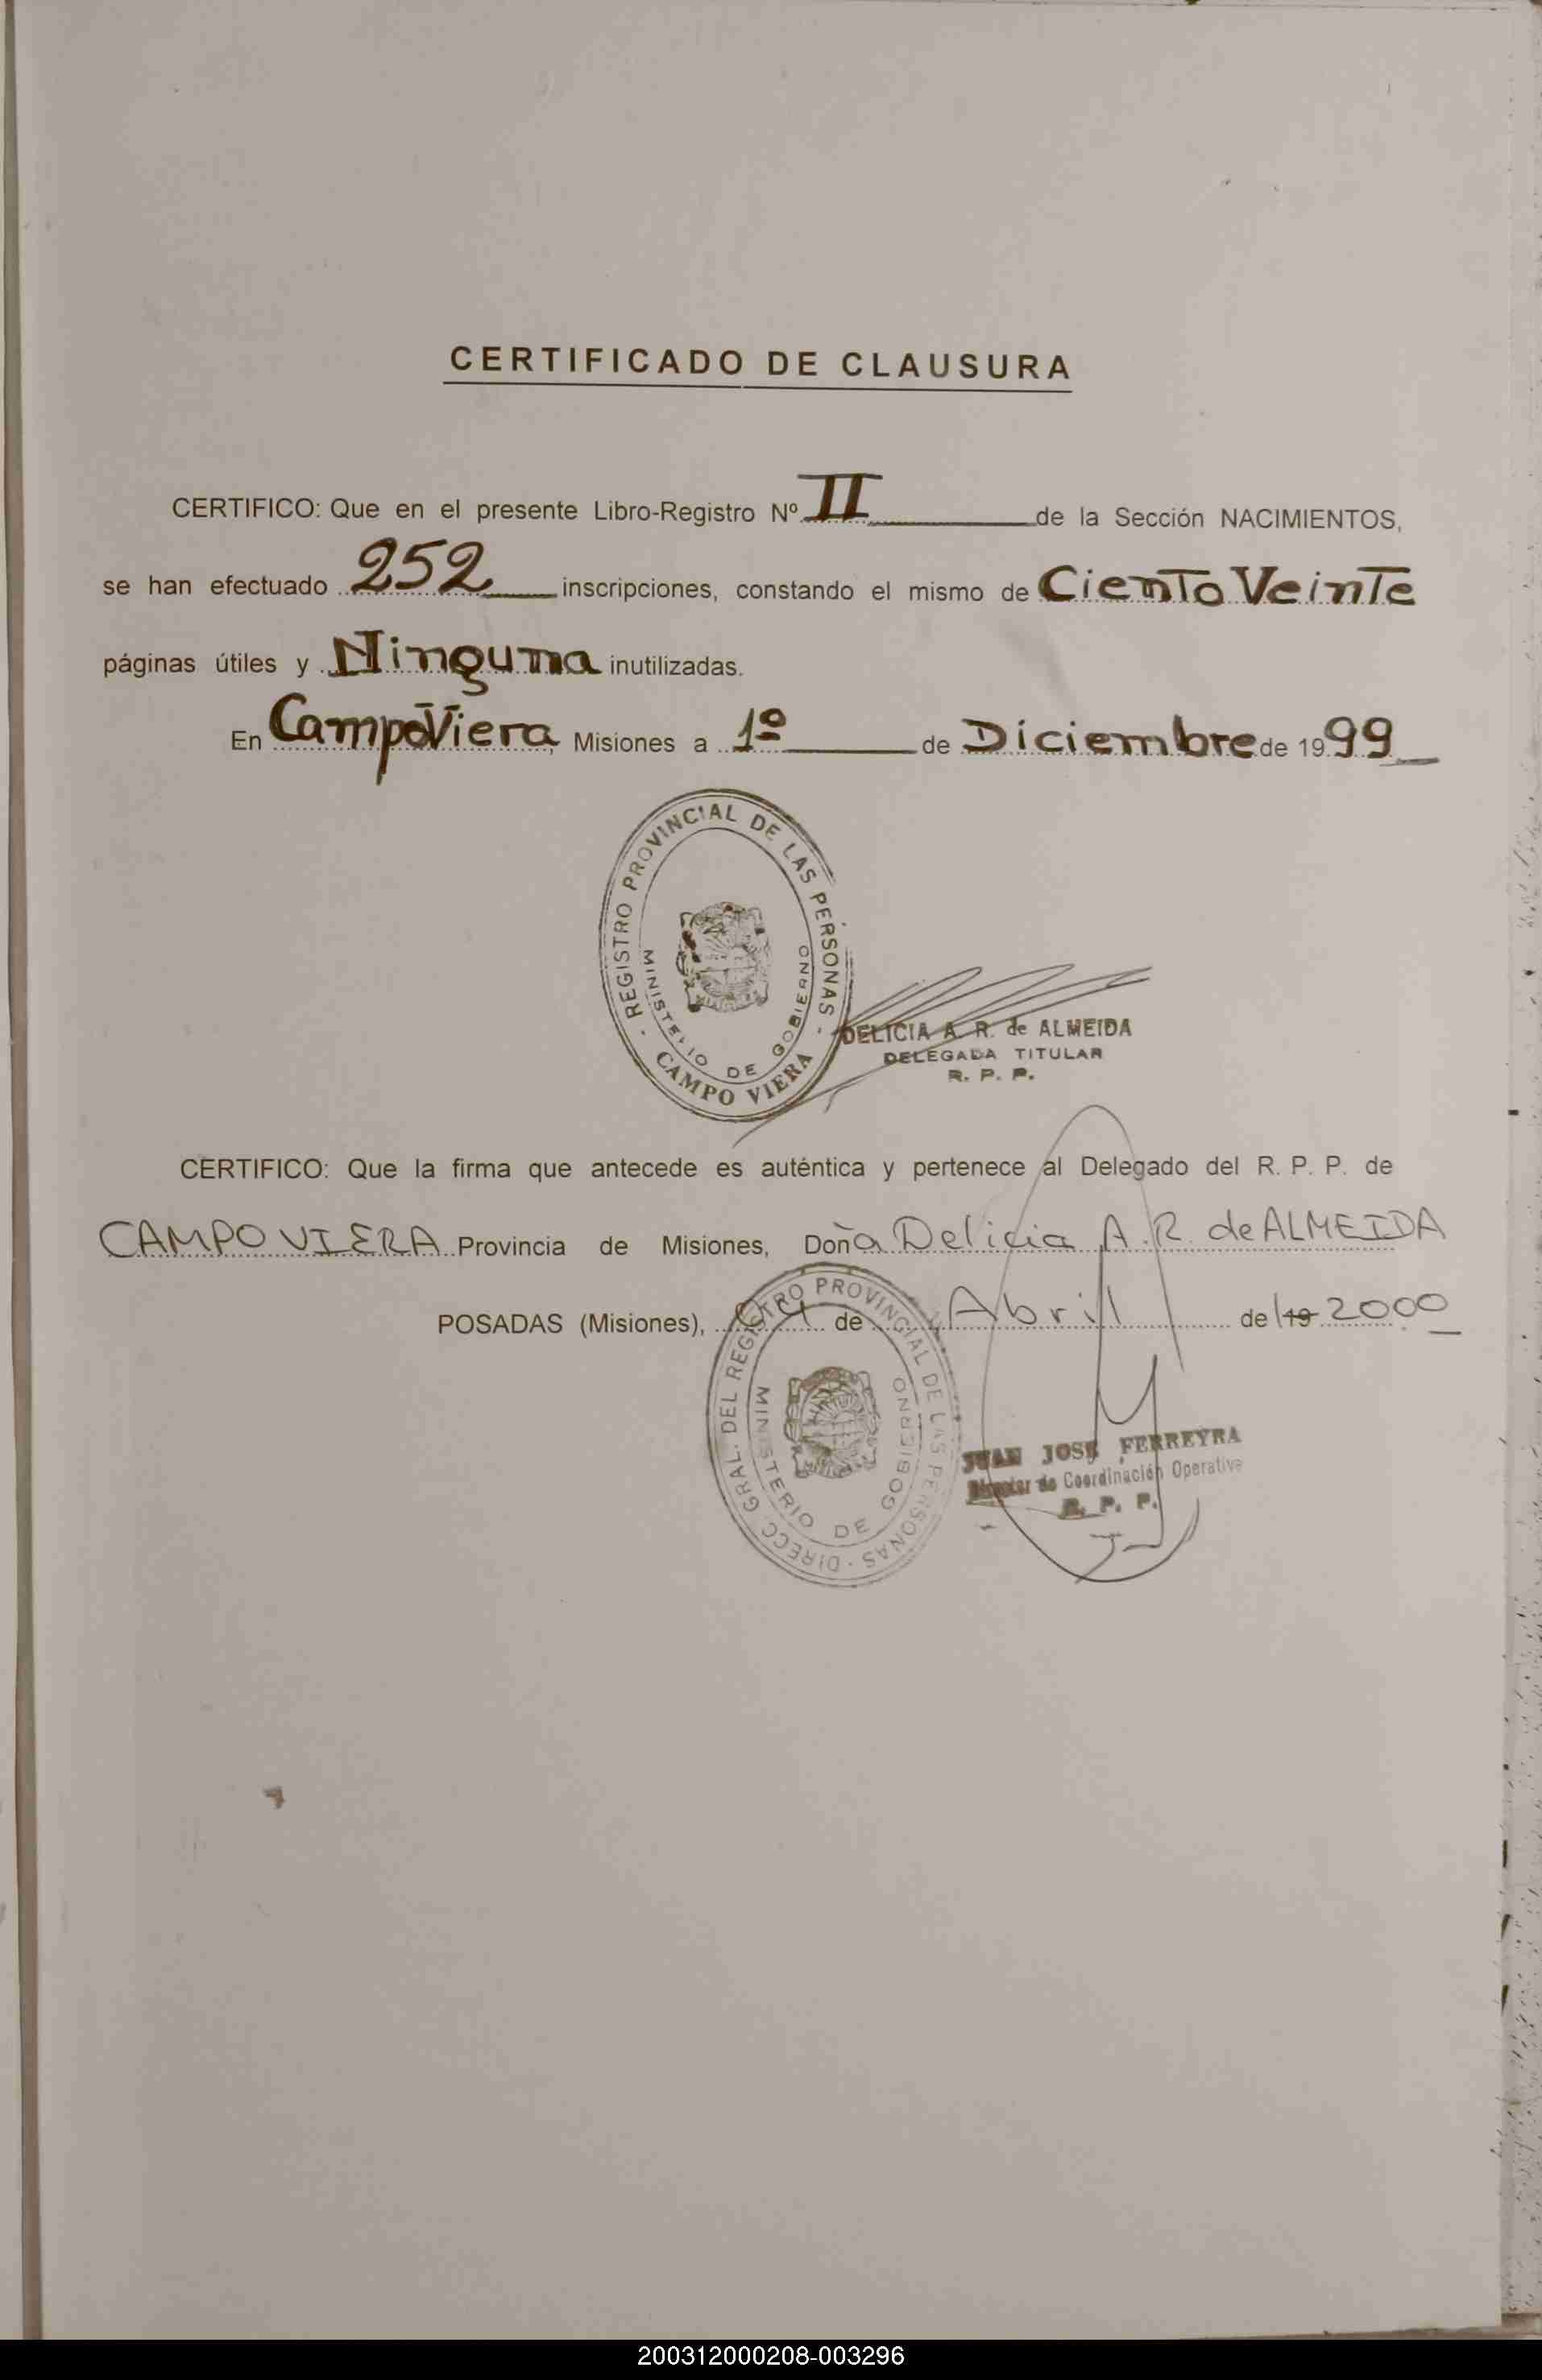 CERTIFICADO DE CLAUSURA
CERTIFICO: Que en el presente Libro-Registro Nº II de la Sección NACIMIENTOS,
se han efectuado 252 inscripciones, constando el mismo de Ciento Veinte
páginas útiles y Ninguna inutilizadas.
En Campo Viera, Misiones a 1º de Diciembre de 1999
REGISTRO PROVINCIAL DE LAS PERSONAS
MINISTERIO DE GOBIERNO
CAMPO VIERA
DELICIA A. R. de ALMEIDA
DELEGADA TITULAR
R. P. P.
CERTIFICO: Que la firma que antecede es auténtica y pertenece al Delegado del R. P. P. de
CAMPO VIERA Provincia de Misiones, Doña Delicia A. R. de ALMEIDA
POSADAS (Misiones), de Abril de 19 2000
DIRECC. GRAL. DEL REGISTRO PROVINCIAL DE LAS PERSONAS
MINISTERIO DE GOBIERNO
JUAN JOSE FERREYRA
Director de Coordinación Operativa
R. P. P.
200312000208-003296